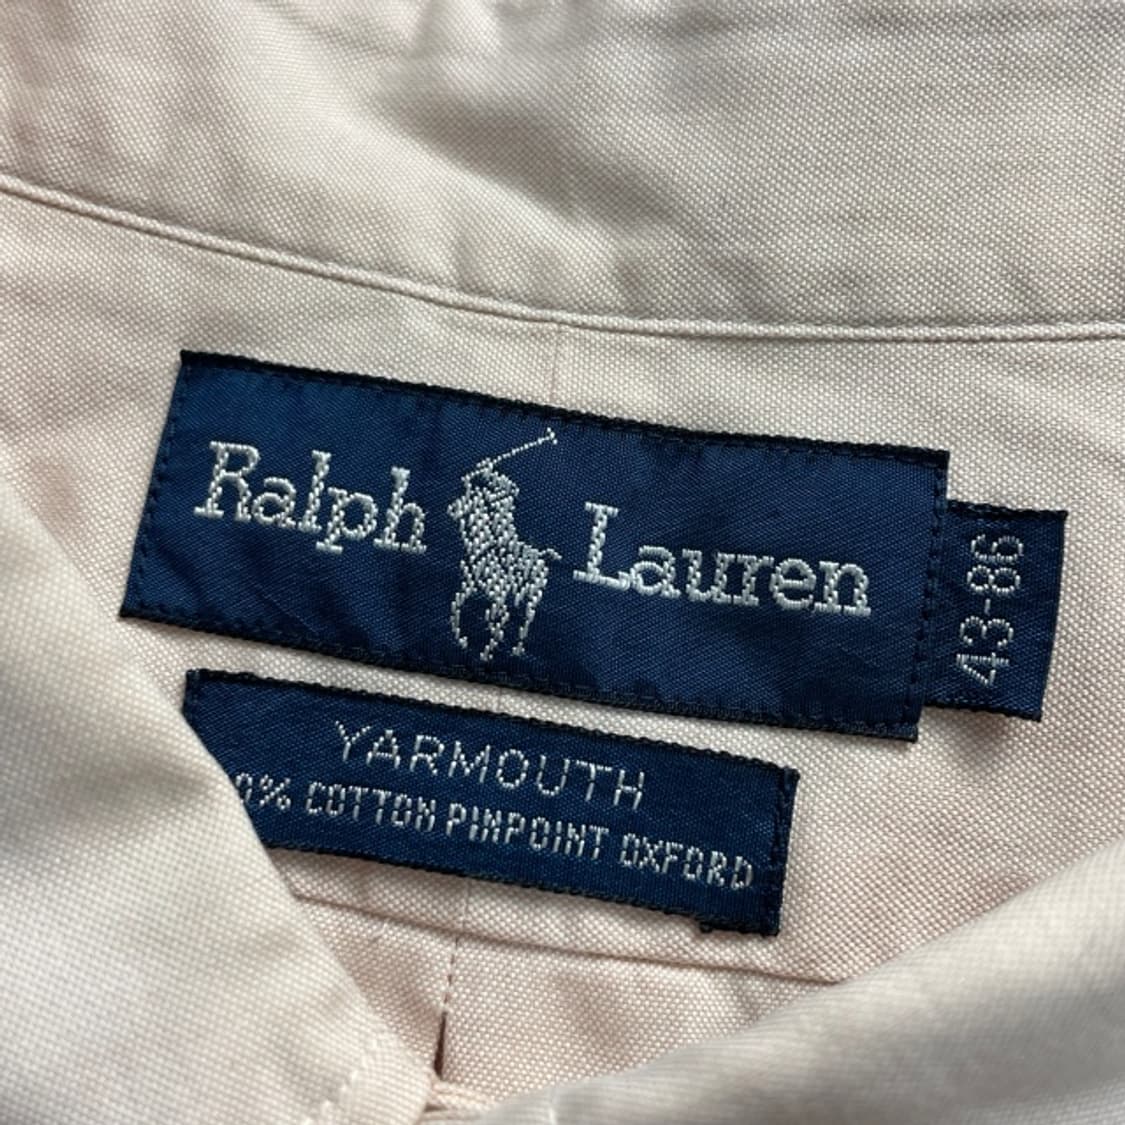 Ralph Lauren
43-86
YARMOUTH
0% COTTON PINPOINT OXFORD